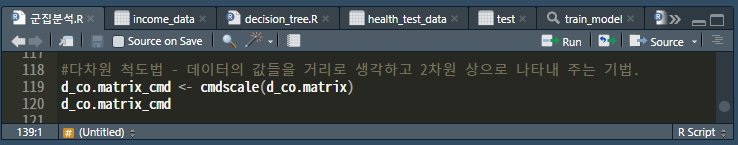 군집분석.R
income_data
decision_tree.R
health_test_data
test
train_model
Source on Save
Run
Source
118 #다차원 척도법 - 데이터의 값들을 거리로 생각하고 2차원 상으로 나타내 주는 기법.
119 d_co.matrix_cmd <- cmdscale(d_co.matrix)
120 d_co.matrix_cmd
139:1
(Untitled)
R Script